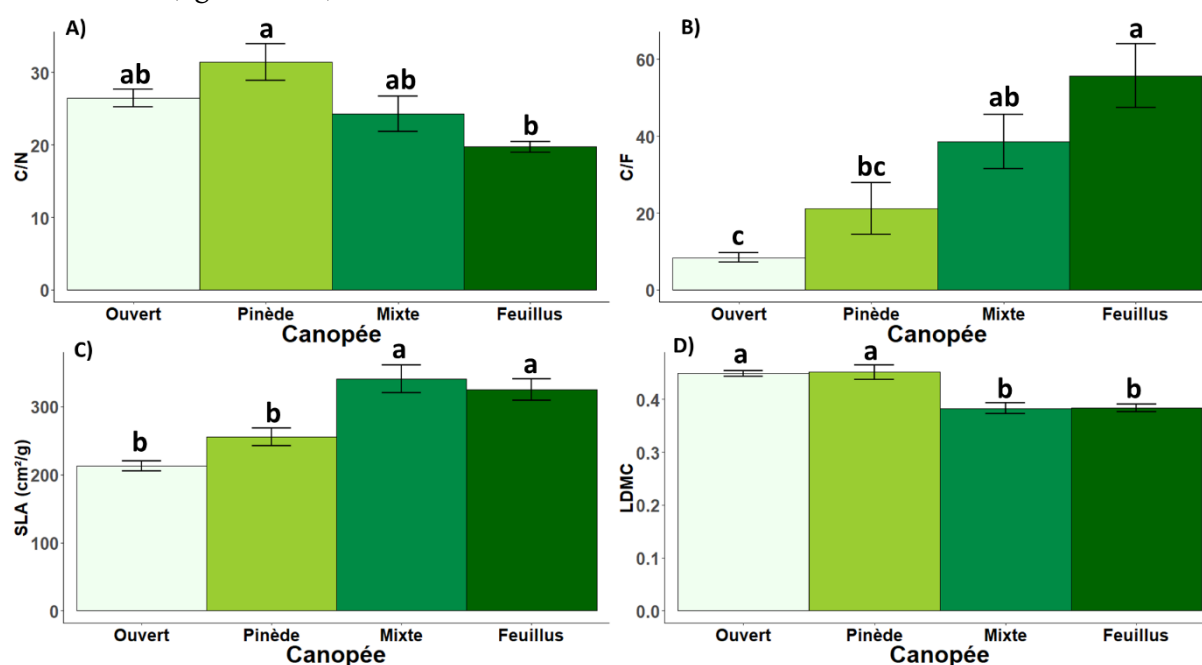 A)
C/N
30
20
10
0
ab
a
ab
b
Ouvert
Pinède
Mixte
Feuillus
Canopée
B)
C/F
60
40
20
0
c
bc
ab
a
Ouvert
Pinède
Mixte
Feuillus
Canopée
C)
SLA (cm²/g)
300
200
100
0
b
b
a
a
Ouvert
Pinède
Mixte
Feuillus
Canopée
D)
LDMC
0.4
0.3
0.2
0.1
0.0
a
a
b
b
Ouvert
Pinède
Mixte
Feuillus
Canopée